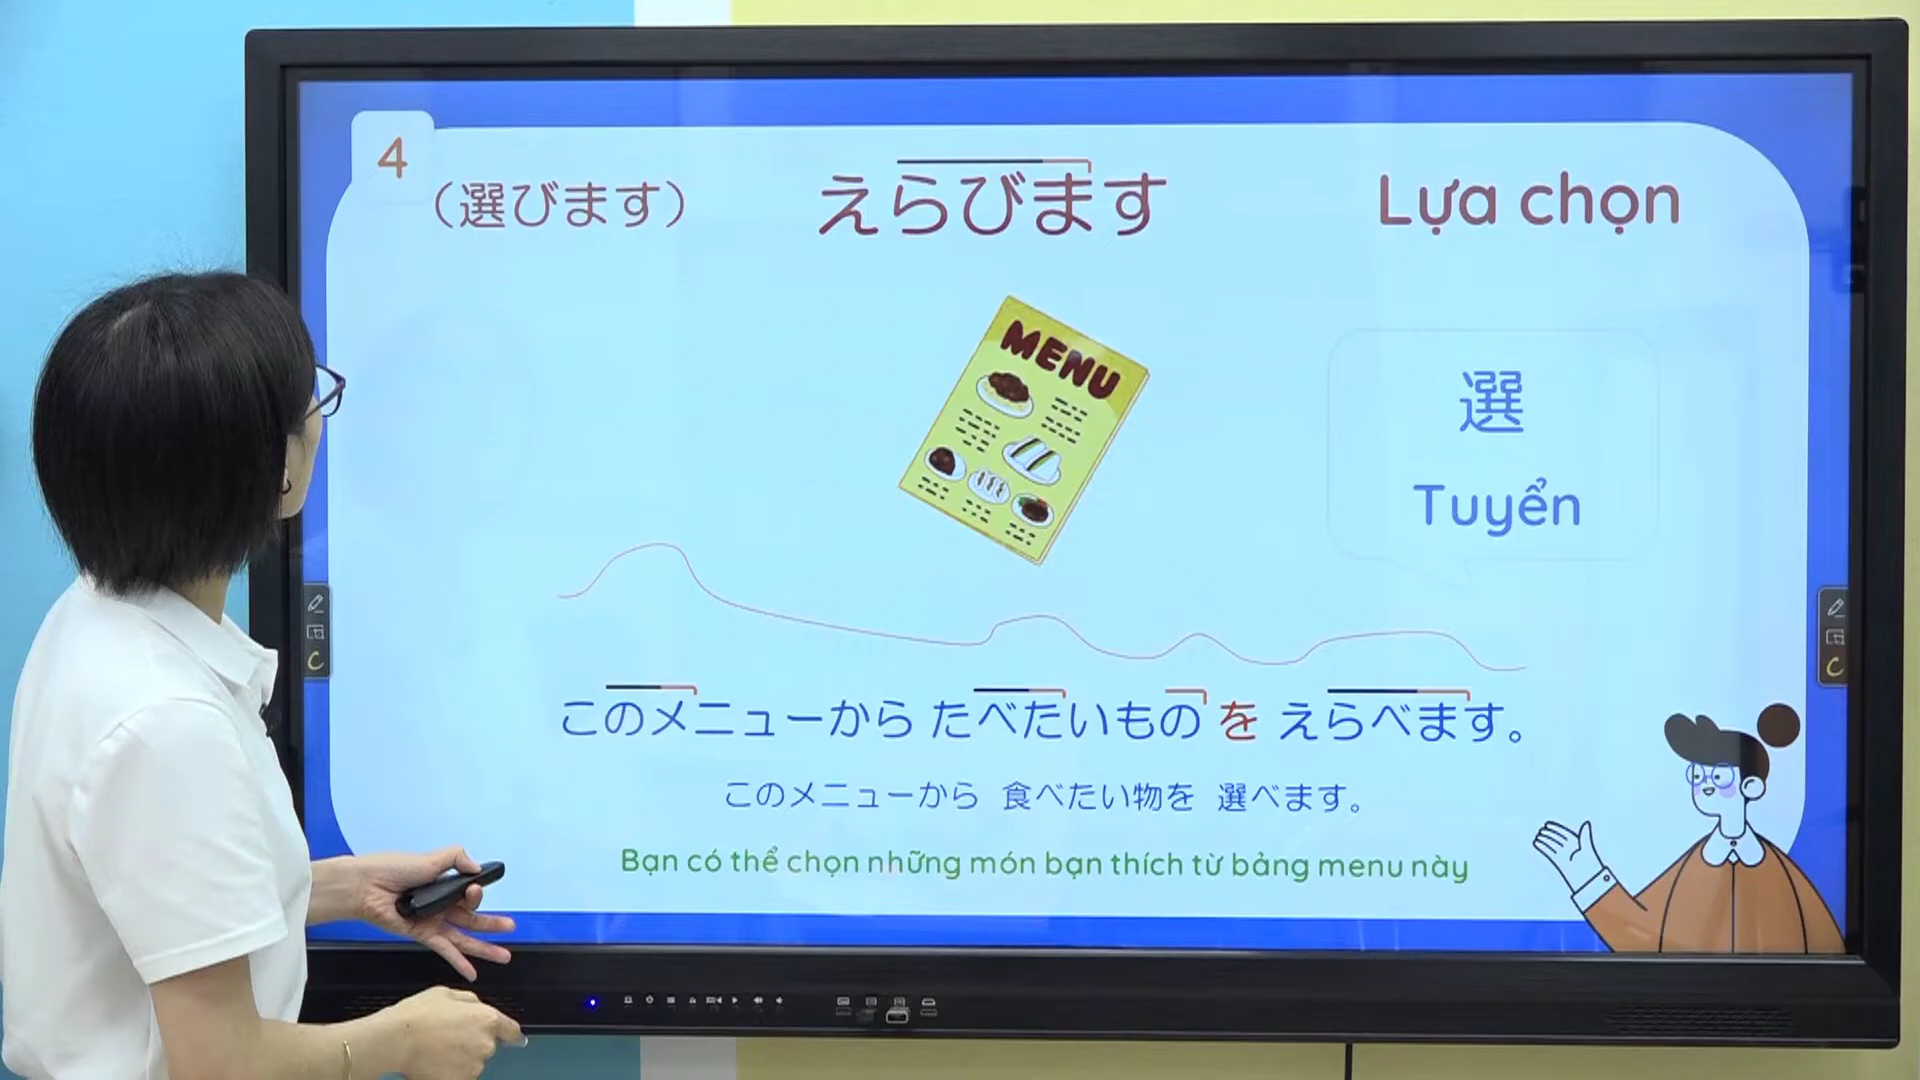 4
（選びます） えらびます Lựa chọn
MENU
選
Tuyển
このメニューから たべたいもの を えらべます。
このメニューから 食べたい物を 選べます。
Bạn có thể chọn những món bạn thích từ bảng menu này